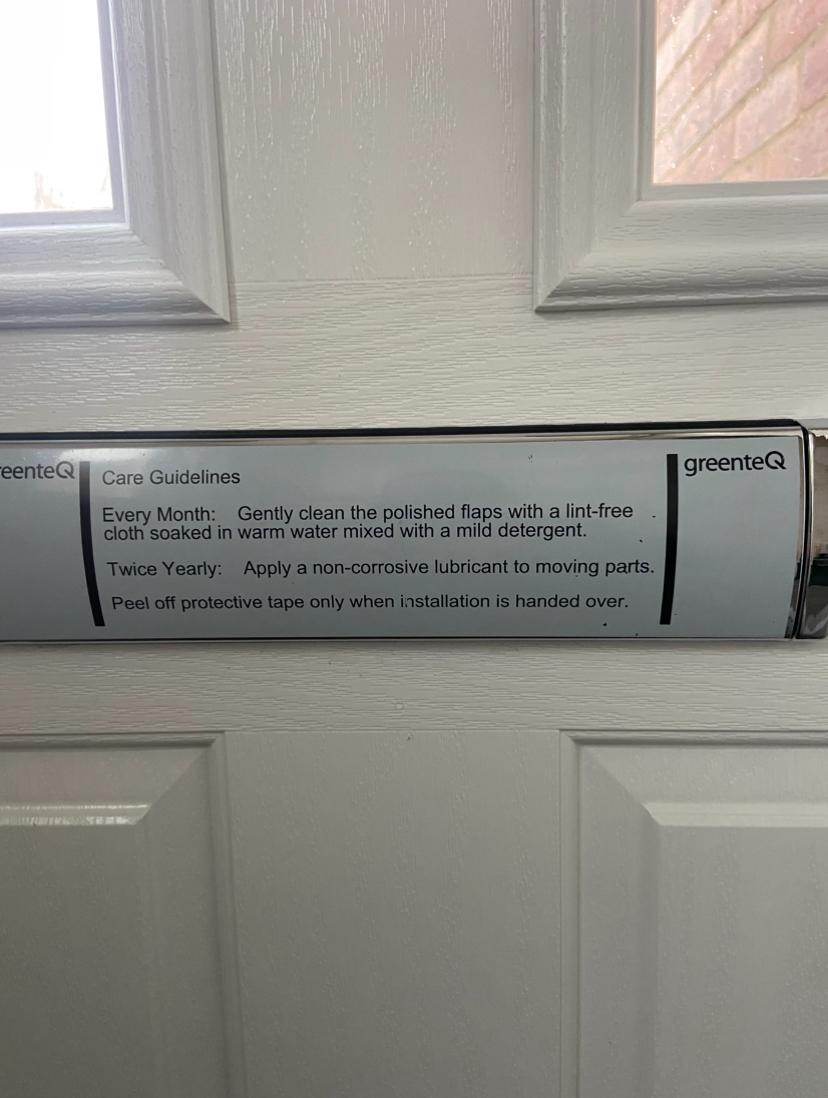 Care Guidelines
Every Month: Gently clean the polished flaps with a lint-free
cloth soaked in warm water mixed with a mild detergent.
Twice Yearly: Apply a non-corrosive lubricant to moving parts.
Peel off protective tape only when installation is handed over.
greenteQ